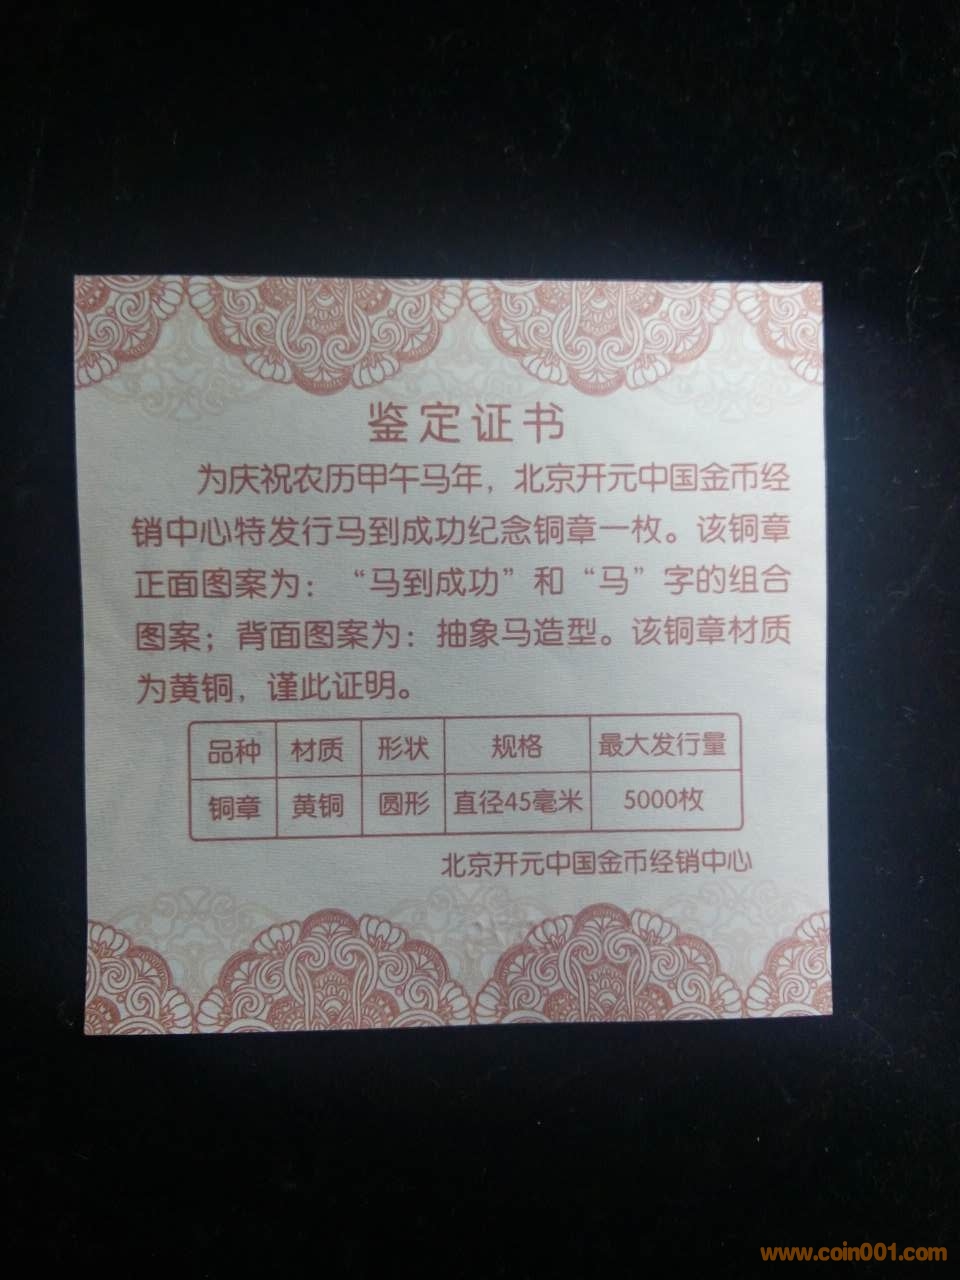 鉴定证书
为庆祝农历甲午马年，北京开元中国金币经
销中心特发行马到成功纪念铜章一枚。该铜章
正面图案为：“马到成功”和“马”字的组合
图案；背面图案为：抽象马造型。该铜章材质
为黄铜，谨此证明。
品种 材质 形状 规格 最大发行量
铜章 黄铜 圆形 直径45毫米 5000枚
北京开元中国金币经销中心
www.coin001.com